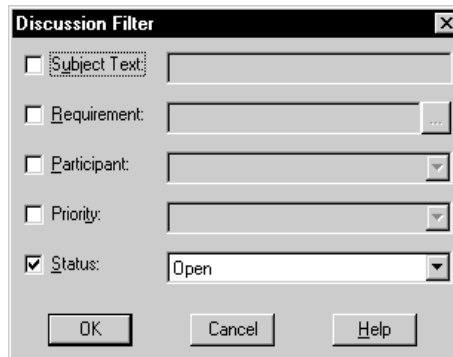 Discussion Filter
Subject Text:
Requirement:
...
Participant:
Priority:
Status:
Open
OK Cancel Help